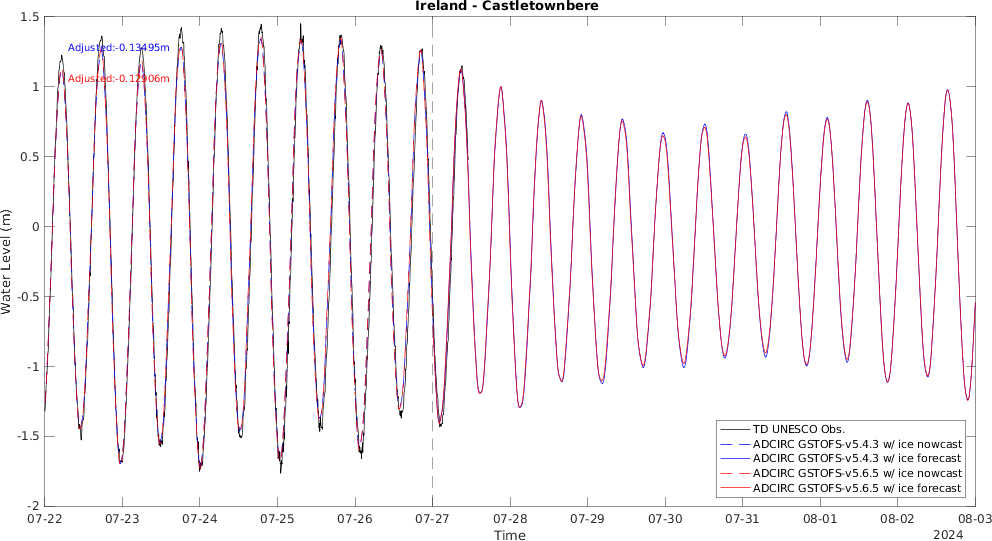 Ireland - Castletownbere
1.5
1
0.5
0
-0.5
-1
-1.5
-2
Water Level (m)
Adjusted:-0.13495m
Adjusted:-0.12906m
TD UNESCO Obs.
ADCIRC GSTOFS-v5.4.3 w/ ice nowcast
ADCIRC GSTOFS-v5.4.3 w/ ice forecast
ADCIRC GSTOFS-v5.6.5 w/ ice nowcast
ADCIRC GSTOFS-v5.6.5 w/ ice forecast
07-22 07-23 07-24 07-25 07-26 07-27 07-28 07-29 07-30 07-31 08-01 08-02 08-03
Time
2024